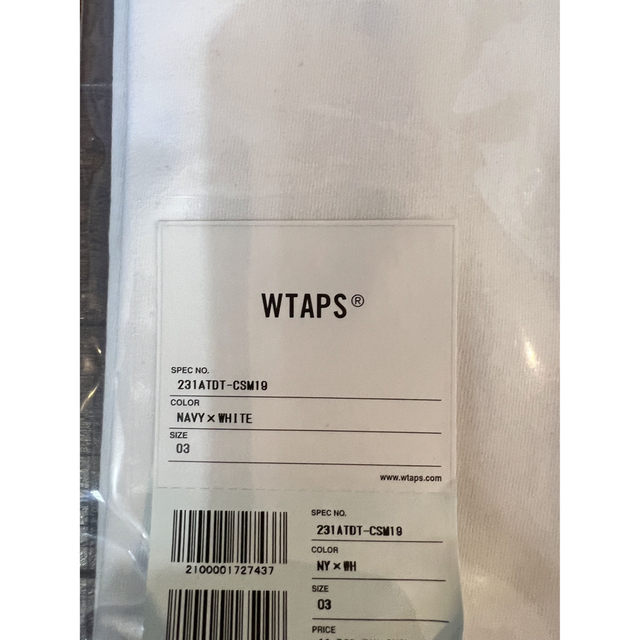 WTAPS®
SPEC NO.
231ATDT-CSM19
COLOR
NAVY×WHITE
SIZE
03
www.wtaps.com
SPEC NO.
231ATDT-CSM19
COLOR
NY×WH
SIZE
03
PRICE
2100001727437